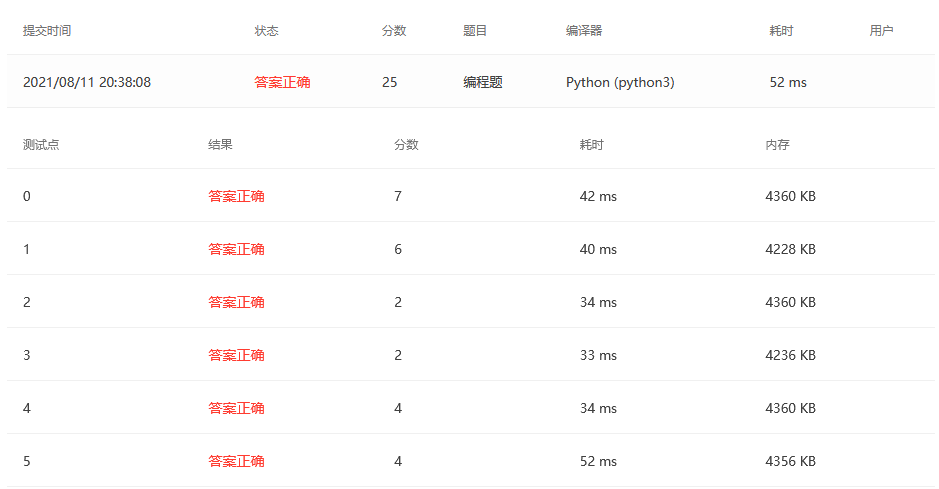 提交时间 状态 分数 题目 编译器 耗时 用户
2021/08/11 20:38:08 答案正确 25 编程题 Python (python3) 52 ms
测试点 结果 分数 耗时 内存
0 答案正确 7 42 ms 4360 KB
1 答案正确 6 40 ms 4228 KB
2 答案正确 2 34 ms 4360 KB
3 答案正确 2 33 ms 4236 KB
4 答案正确 4 34 ms 4360 KB
5 答案正确 4 52 ms 4356 KB